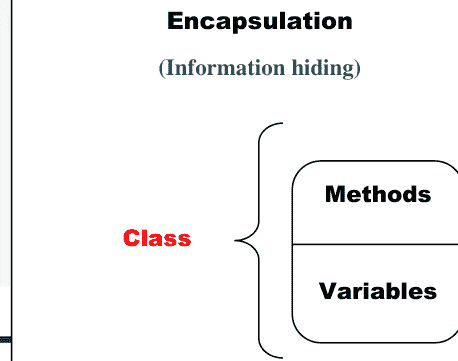 Encapsulation
(Information hiding)
Methods
Class
Variables